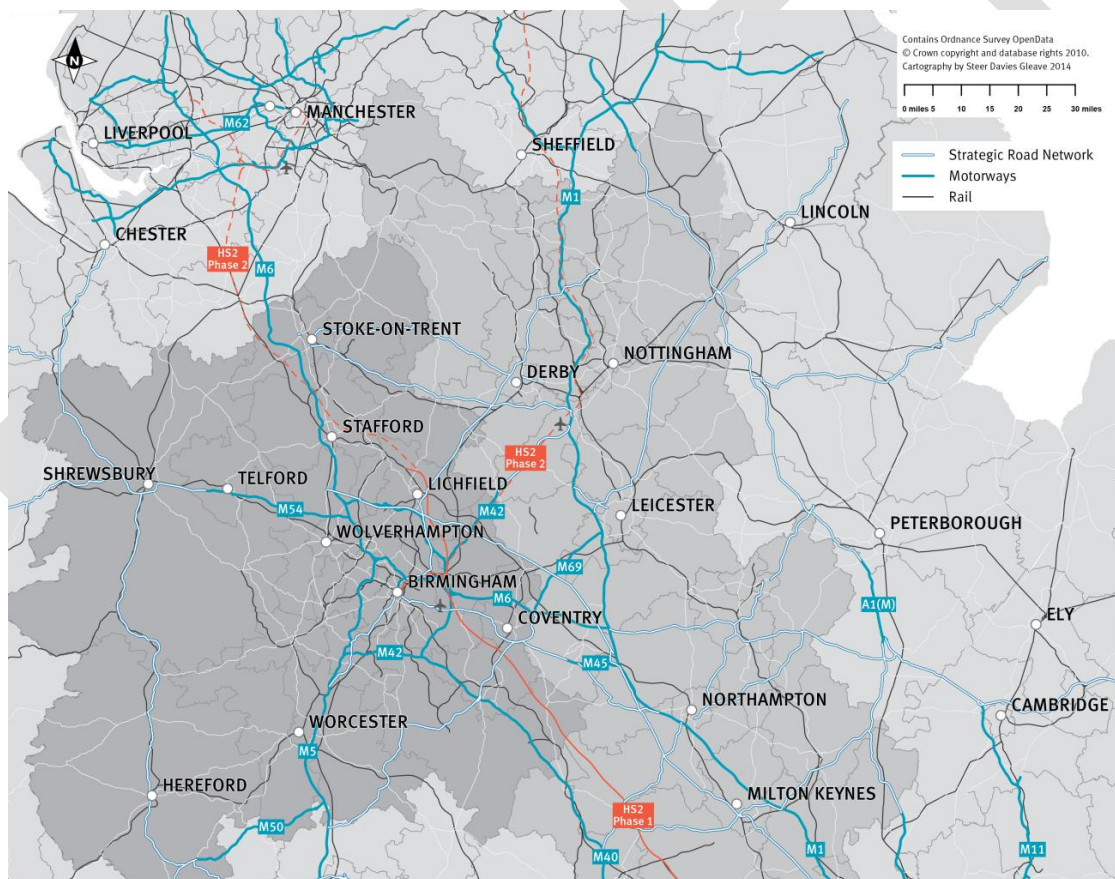 Contains Ordnance Survey OpenData
© Crown copyright and database rights 2010.
Cartography by Steer Davies Gleave 2014
0 miles 5 10 15 20 25 30 miles
Strategic Road Network
Motorways
Rail
N
MANCHESTER
M62
LIVERPOOL
SHEFFIELD
M1
LINCOLN
CHESTER
HS2
Phase 2
M6
STOKE-ON-TRENT
NOTTINGHAM
DERBY
STAFFORD
HS2
Phase 2
SHREWSBURY
TELFORD
LICHFIELD
M54
M42
LEICESTER
PETERBOROUGH
WOLVERHAMPTON
M69
BIRMINGHAM
M6
A1(M)
COVENTRY
ELY
M42
M45
NORTHAMPTON
CAMBRIDGE
WORCESTER
M5
HEREFORD
MILTON KEYNES
HS2
Phase 1
M50
M40
M1
M11